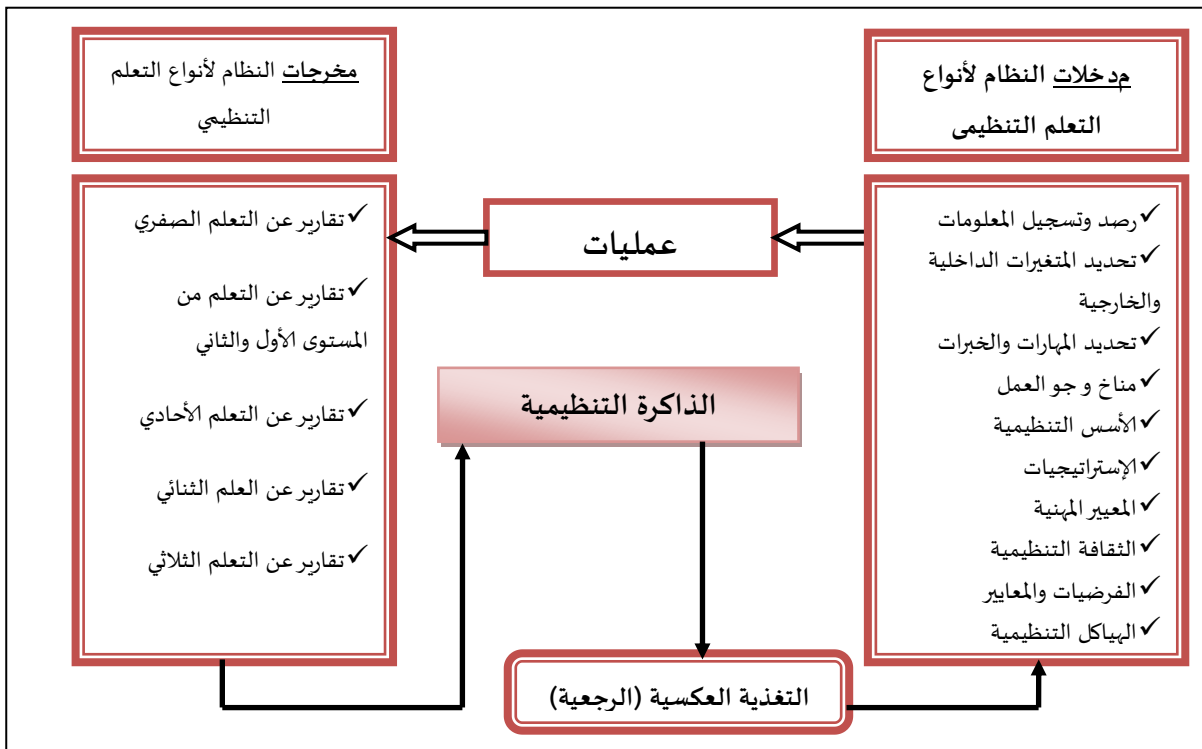 مدخلات النظام لأنواع
التعلم التنظيمى
✓رصد وتسجيل المعلومات
✓تحديد المتغيرات الداخلية
والخارجية
✓تحديد المهارات والخبرات
✓مناخ و جو العمل
✓الأسس التنظيمية
✓الإستراتيجيات
✓المعيير المهنية
✓الثقافة التنظيمية
✓الفرضيات والمعايير
✓الهياكل التنظيمية
عمليات
مخرجات النظام لأنواع التعلم
التنظيمي
✓تقارير عن التعلم الصفري
✓تقارير عن التعلم من
المستوى الأول والثاني
✓تقارير عن التعلم الأحادي
✓تقارير عن العلم الثنائي
✓تقارير عن التعلم الثلاثي
الذاكرة التنظيمية
التغذية العكسية (الرجعية)